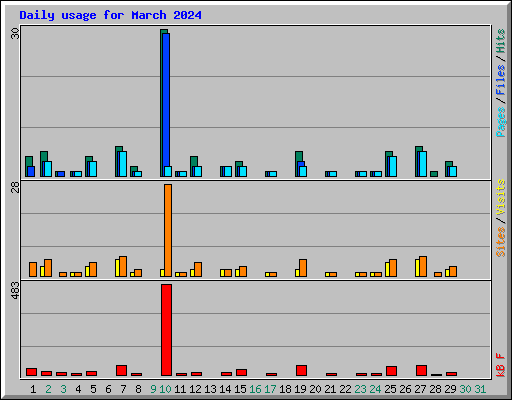 Daily usage for March 2024
30
28
483
Pages / Files / Hits
Sites / Visits
kB F
1 2 3 4 5 6 7 8 9 10 11 12 13 14 15 16 17 18 19 20 21 22 23 24 25 26 27 28 29 30 31